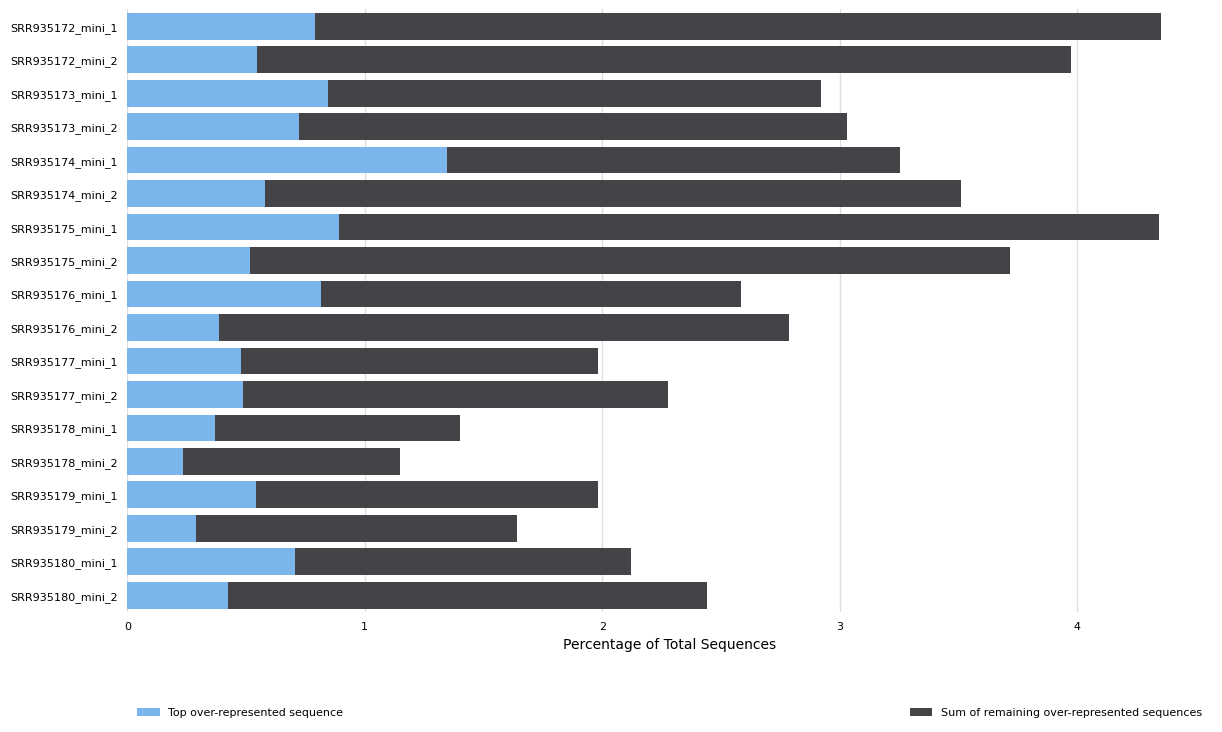 SRR935172_mini_1
SRR935172_mini_2
SRR935173_mini_1
SRR935173_mini_2
SRR935174_mini_1
SRR935174_mini_2
SRR935175_mini_1
SRR935175_mini_2
SRR935176_mini_1
SRR935176_mini_2
SRR935177_mini_1
SRR935177_mini_2
SRR935178_mini_1
SRR935178_mini_2
SRR935179_mini_1
SRR935179_mini_2
SRR935180_mini_1
SRR935180_mini_2
0 1 2 3 4
Percentage of Total Sequences
Top over-represented sequence Sum of remaining over-represented sequences